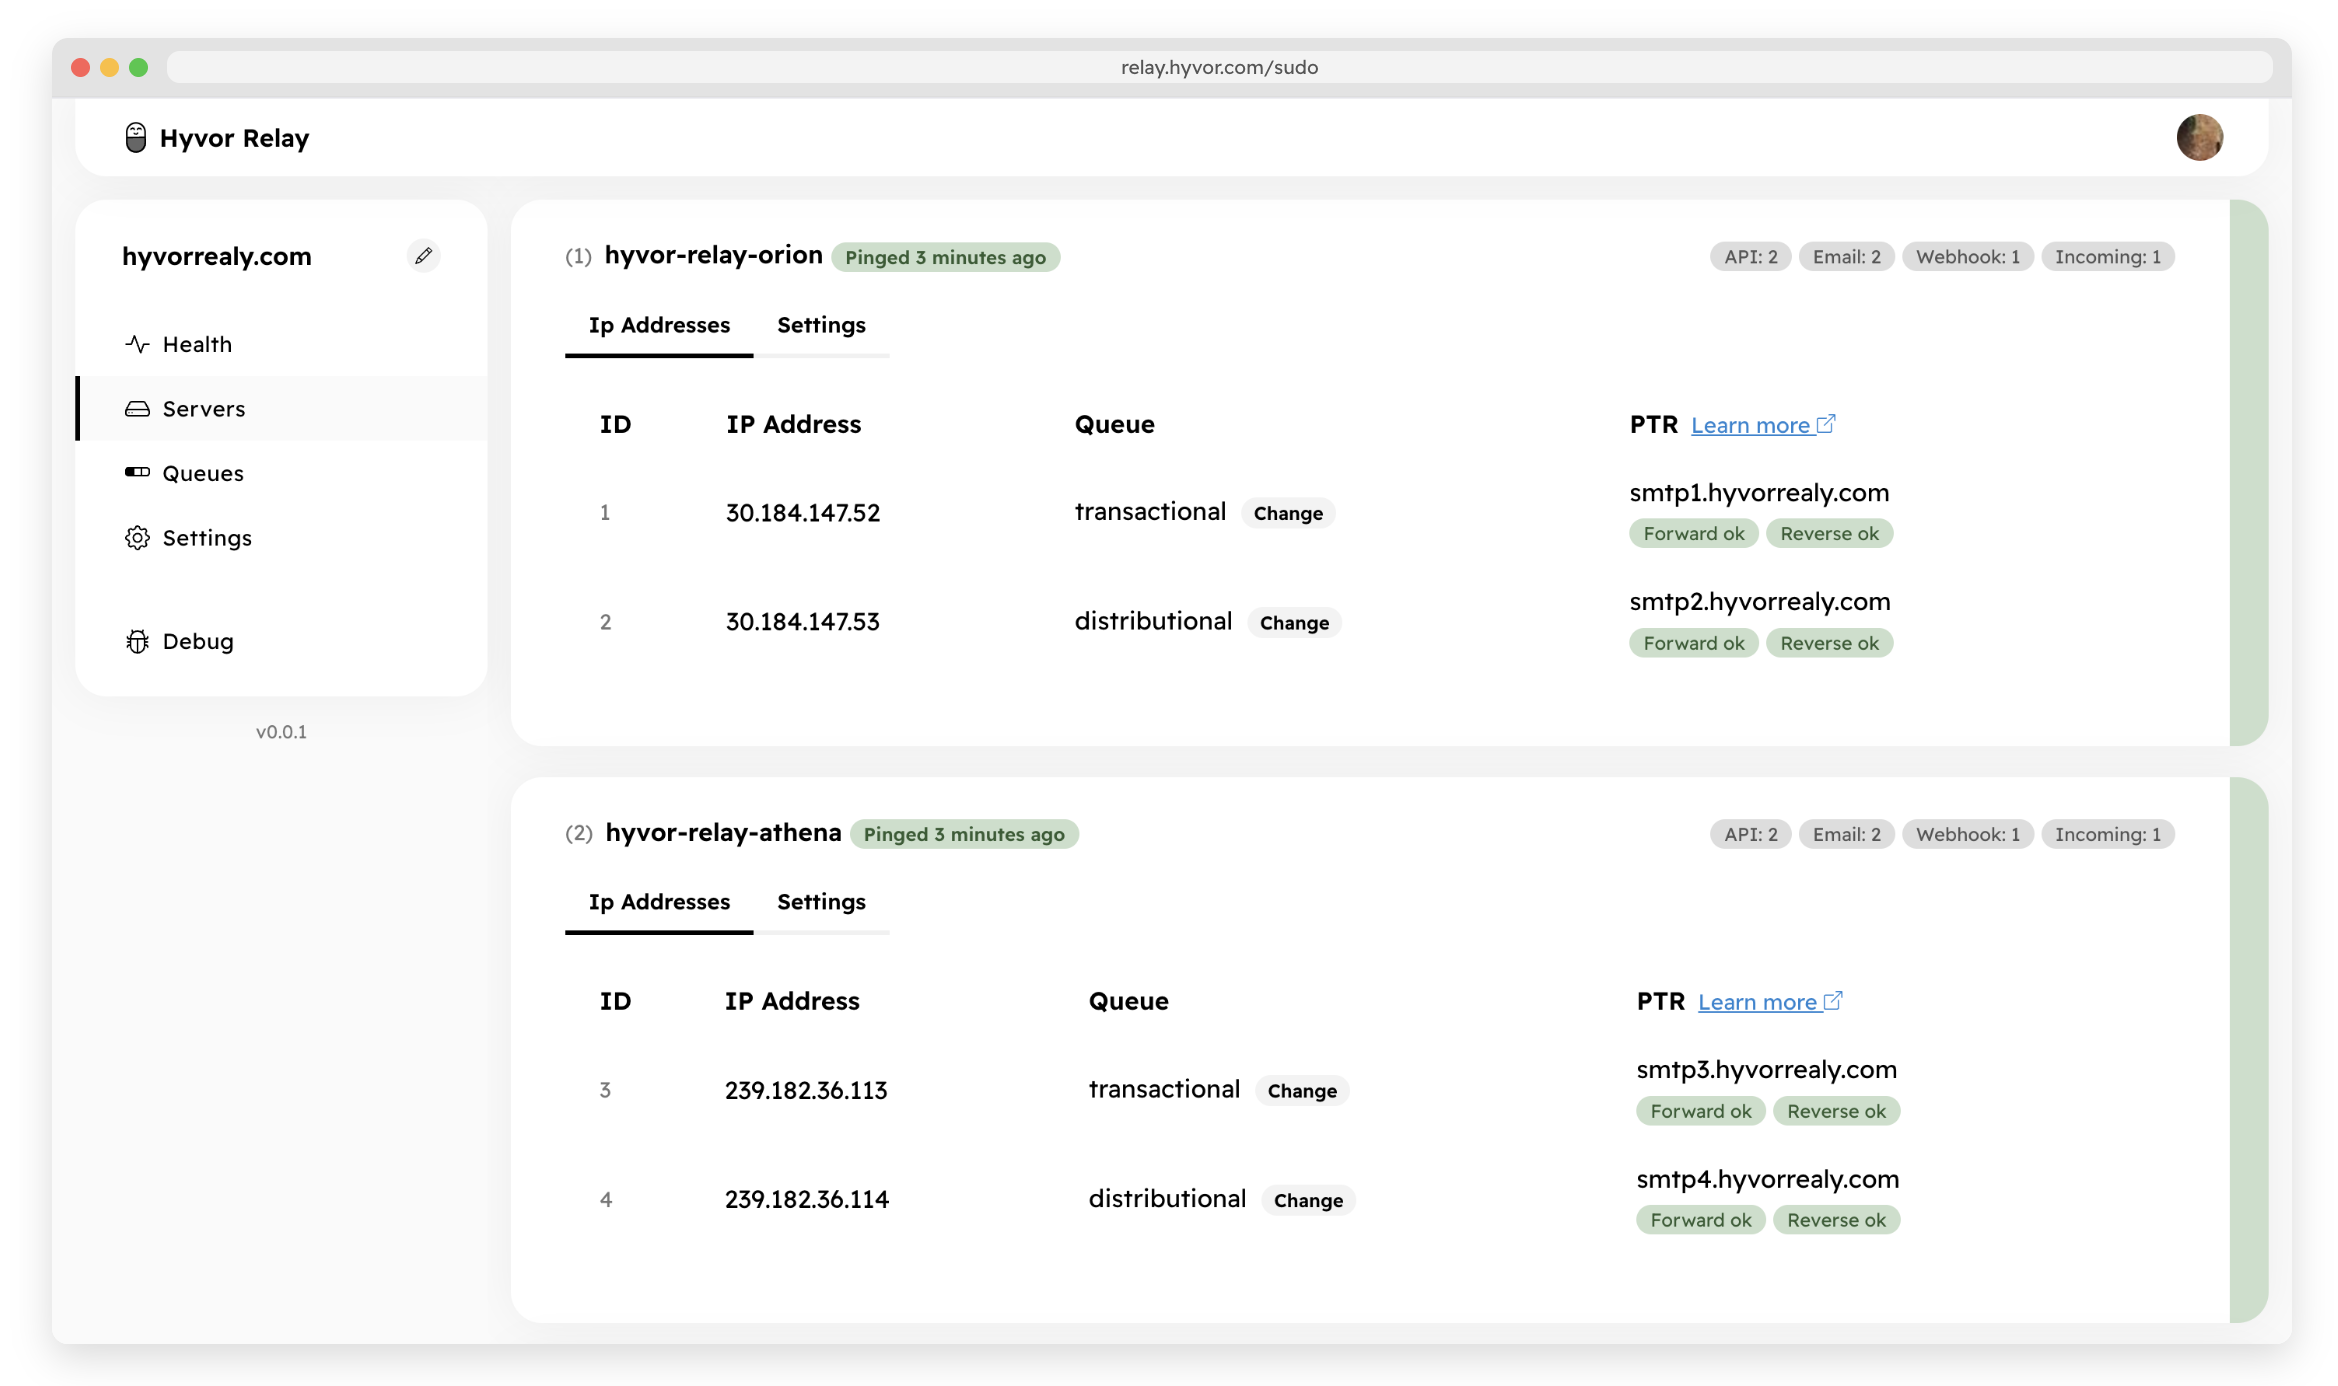 relay.hyvor.com/sudo
Hyvor Relay
hyvorrealy.com
Health
Servers
Queues
Settings
Debug
v0.0.1
(1) hyvor-relay-orion Pinged 3 minutes ago API: 2 Email: 2 Webhook: 1 Incoming: 1
Ip Addresses Settings
ID IP Address Queue PTR Learn more
1 30.184.147.52 transactional Change smtp1.hyvorrealy.com
Forward ok Reverse ok
2 30.184.147.53 distributional Change smtp2.hyvorrealy.com
Forward ok Reverse ok
(2) hyvor-relay-athena Pinged 3 minutes ago API: 2 Email: 2 Webhook: 1 Incoming: 1
Ip Addresses Settings
ID IP Address Queue PTR Learn more
3 239.182.36.113 transactional Change smtp3.hyvorrealy.com
Forward ok Reverse ok
4 239.182.36.114 distributional Change smtp4.hyvorrealy.com
Forward ok Reverse ok